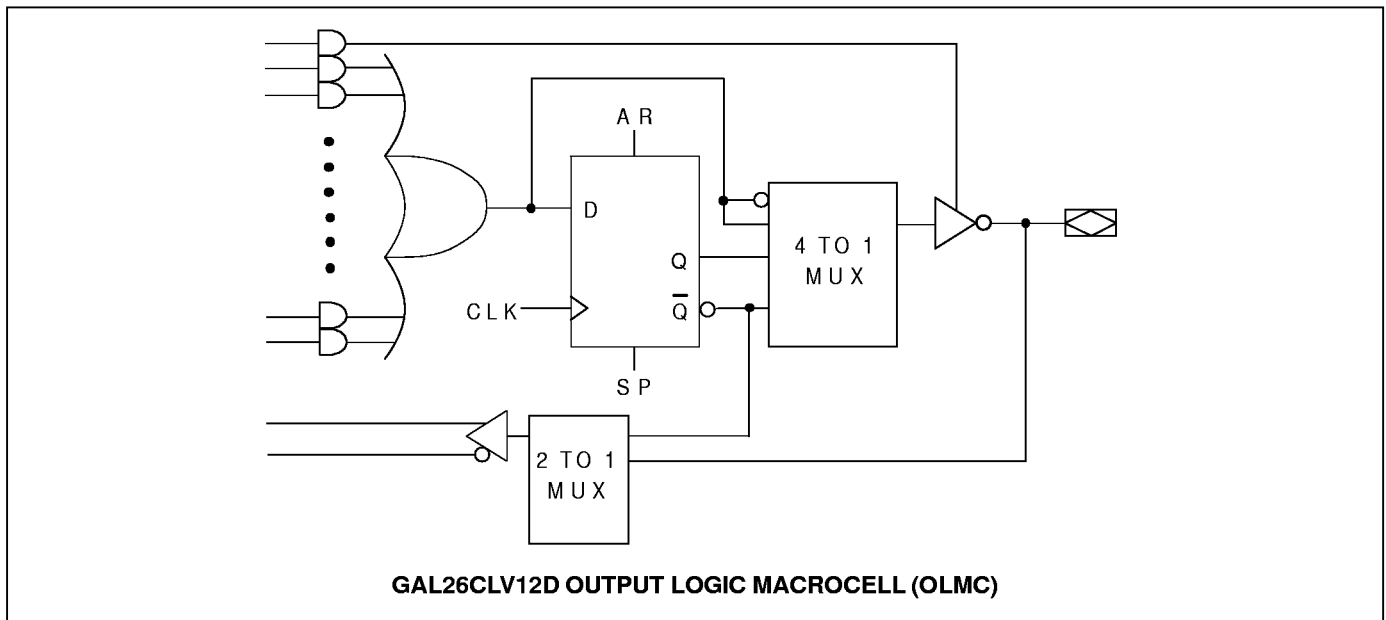 AR
D
4 TO 1
MUX
Q
CLK
Q̅
SP
2 TO 1
MUX
GAL26CLV12D OUTPUT LOGIC MACROCELL (OLMC)